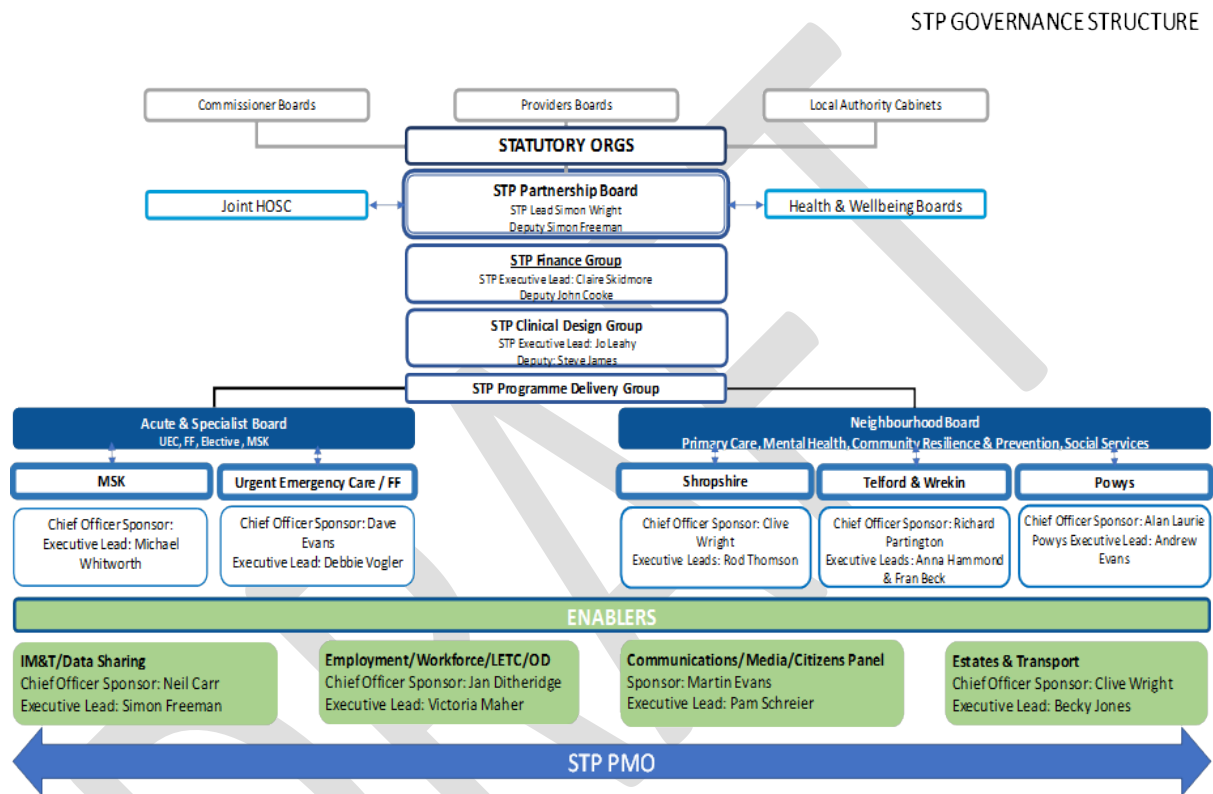 STP GOVERNANCE STRUCTURE
Commissioner Boards
Providers Boards
Local Authority Cabinets
STATUTORY ORGS
STP Partnership Board
STP Lead Simon Wright
Deputy Simon Freeman
Joint HOSC
Health & Wellbeing Boards
STP Finance Group
STP Executive Lead: Claire Skidmore
Deputy John Cooke
STP Clinical Design Group
STP Executive Lead: Jo Leahy
Deputy: Steve James
STP Programme Delivery Group
Acute & Specialist Board
UEC, FF, Elective , MSK
Neighbourhood Board
Primary Care, Mental Health, Community Resilience & Prevention, Social Services
MSK
Urgent Emergency Care / FF
Shropshire
Telford & Wrekin
Powys
Chief Officer Sponsor:
Executive Lead: Michael
Whitworth
Chief Officer Sponsor: Dave
Evans
Executive Lead: Debbie Vogler
Chief Officer Sponsor: Clive
Wright
Executive Leads: Rod Thomson
Chief Officer Sponsor: Richard
Partington
Executive Leads: Anna Hammond
& Fran Beck
Chief Officer Sponsor: Alan Laurie
Powys Executive Lead: Andrew
Evans
ENABLERS
IM&T/Data Sharing
Chief Officer Sponsor: Neil Carr
Executive Lead: Simon Freeman
Employment/Workforce/LETC/OD
Chief Officer Sponsor: Jan Ditheridge
Executive Lead: Victoria Maher
Communications/Media/Citizens Panel
Sponsor: Martin Evans
Executive Lead: Pam Schreier
Estates & Transport
Chief Officer Sponsor: Clive Wright
Executive Lead: Becky Jones
STP PMO
DRAFT